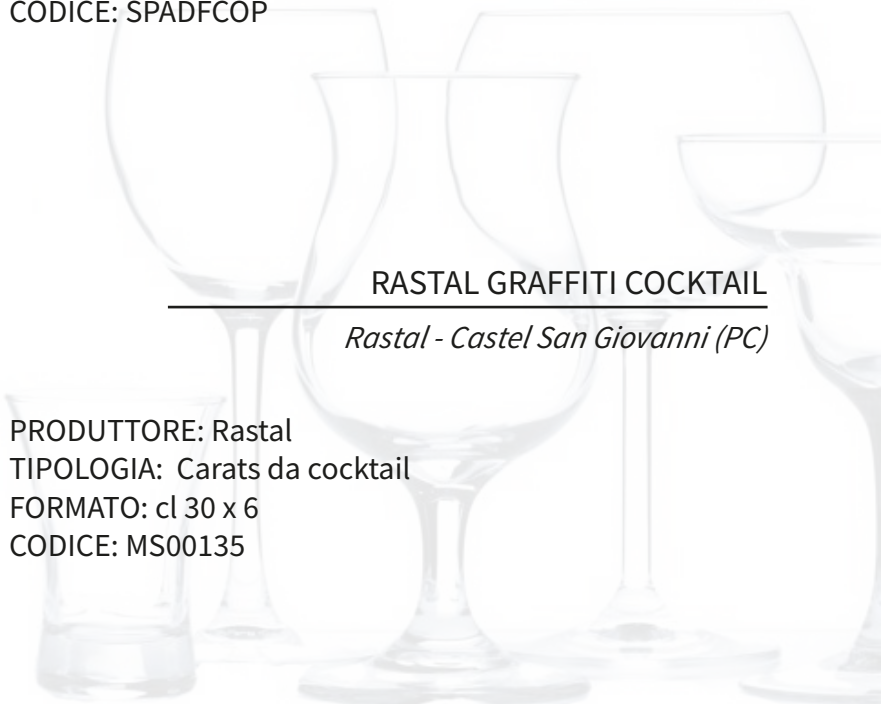 CODICE: SPADFCOP
RASTAL GRAFFITI COCKTAIL
Rastal - Castel San Giovanni (PC)
PRODUTTORE: Rastal
TIPOLOGIA:  Carats da cocktail
FORMATO: cl 30 x 6
CODICE: MS00135